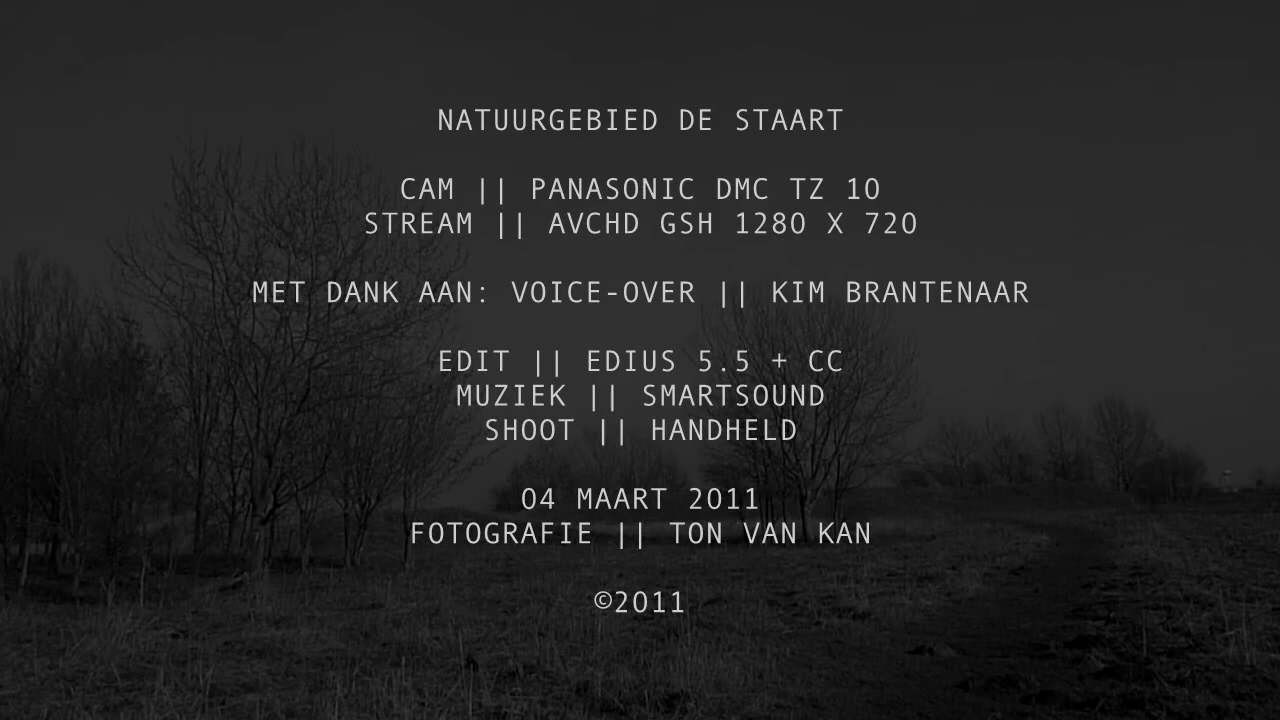 NATUURGEBIED DE STAART
CAM || PANASONIC DMC TZ 10
STREAM || AVCHD GSH 1280 X 720
MET DANK AAN: VOICE-OVER || KIM BRANTENAAR
EDIT || EDIUS 5.5 + CC
MUZIEK || SMARTSOUND
SHOOT || HANDHELD
04 MAART 2011
FOTOGRAFIE || TON VAN KAN
©2011